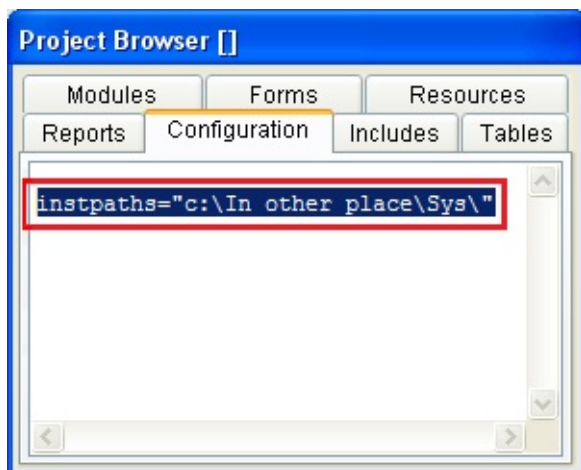 Project Browser []
Modules Forms Resources
Reports Configuration Includes Tables
instpaths="c:\In other place\Sys\"